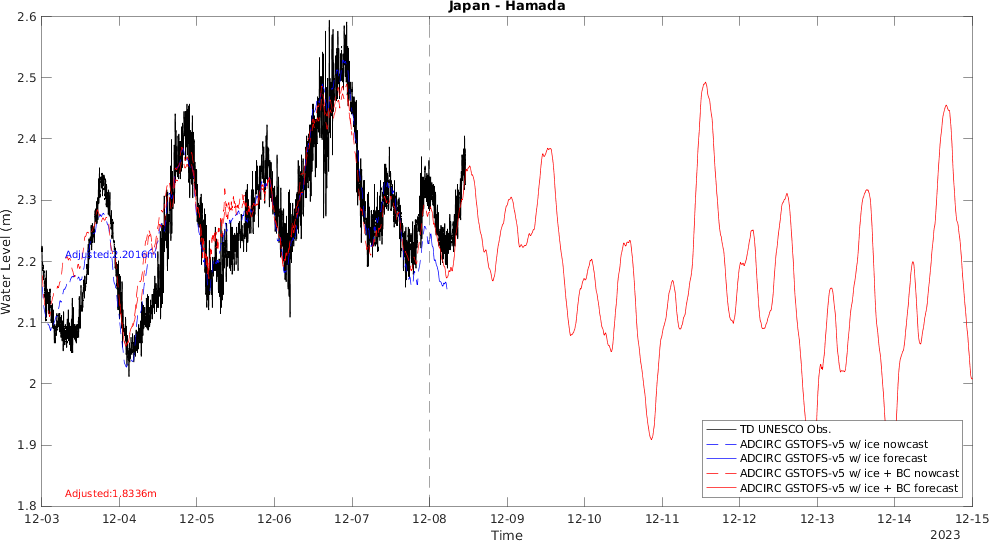 Japan - Hamada
2.6
2.5
2.4
2.3
2.2
2.1
2
1.9
1.8
Water Level (m)
Adjusted:2.2016m
Adjusted:1.8336m
TD UNESCO Obs.
ADCIRC GSTOFS-v5 w/ ice nowcast
ADCIRC GSTOFS-v5 w/ ice forecast
ADCIRC GSTOFS-v5 w/ ice + BC nowcast
ADCIRC GSTOFS-v5 w/ ice + BC forecast
12-03 12-04 12-05 12-06 12-07 12-08 12-09 12-10 12-11 12-12 12-13 12-14 12-15
Time
2023